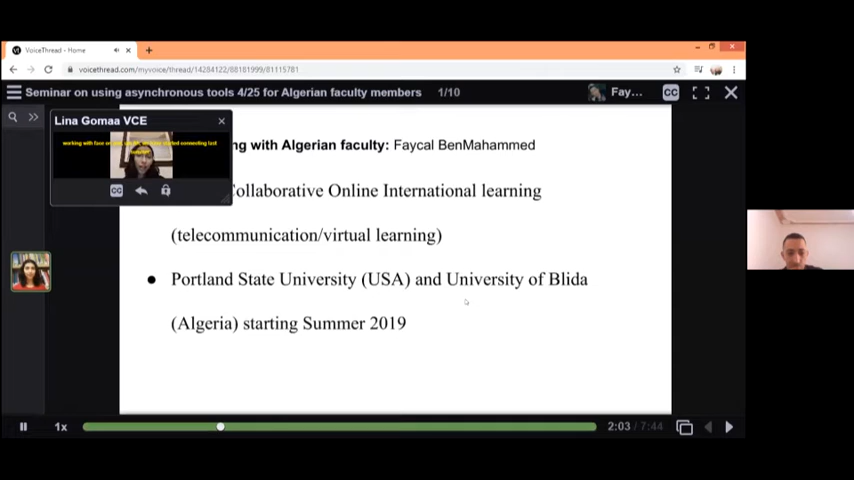 VoiceThread - Home
voicethread.com/myvoice/thread/14284122/88181999/81115781
Seminar on using asynchronous tools 4/25 for Algerian faculty members 1/10 Fay... CC
Lina Gomaa VCE
CC
ng with Algerian faculty: Faycal BenMahammed
Collaborative Online International learning
(telecommunication/virtual learning)
● Portland State University (USA) and University of Blida
(Algeria) starting Summer 2019
1x 2:03 / 7:44